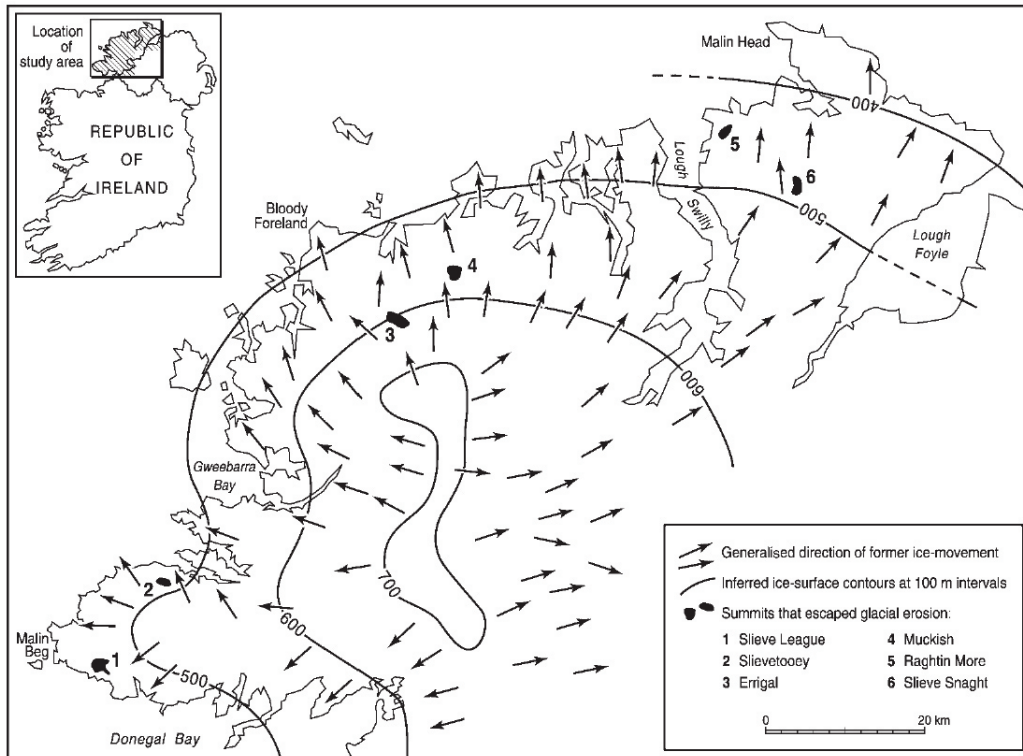 Location
of
study area
REPUBLIC
OF
IRELAND
Malin Head
400
5
6
500
Lough
Swilly
Lough
Foyle
Bloody
Foreland
4
3
600
Gweebarra
Bay
700
2
600
Malin
Beg
1
500
Donegal Bay
Generalised direction of former ice-movement
Inferred ice-surface contours at 100 m intervals
Summits that escaped glacial erosion:
1 Slieve League
2 Slievetooey
3 Errigal
4 Muckish
5 Raghtin More
6 Slieve Snaght
0
20 km